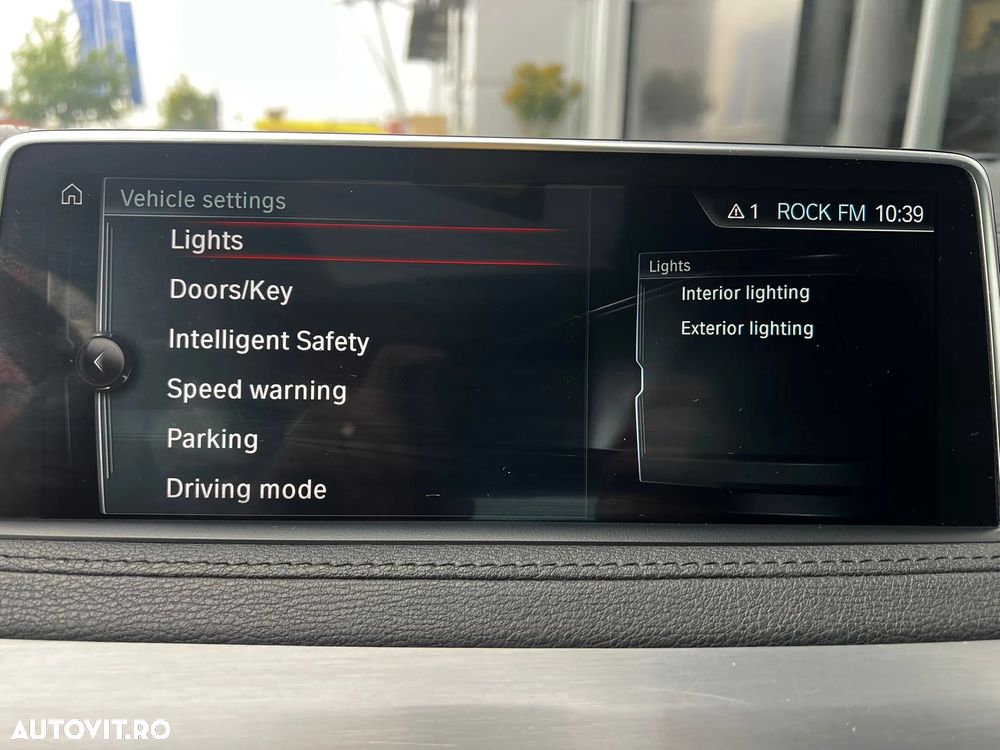 Vehicle settings
1 ROCK FM 10:39
Lights
Doors/Key
Intelligent Safety
Speed warning
Parking
Driving mode
Lights
Interior lighting
Exterior lighting
AUTOVIT.RO